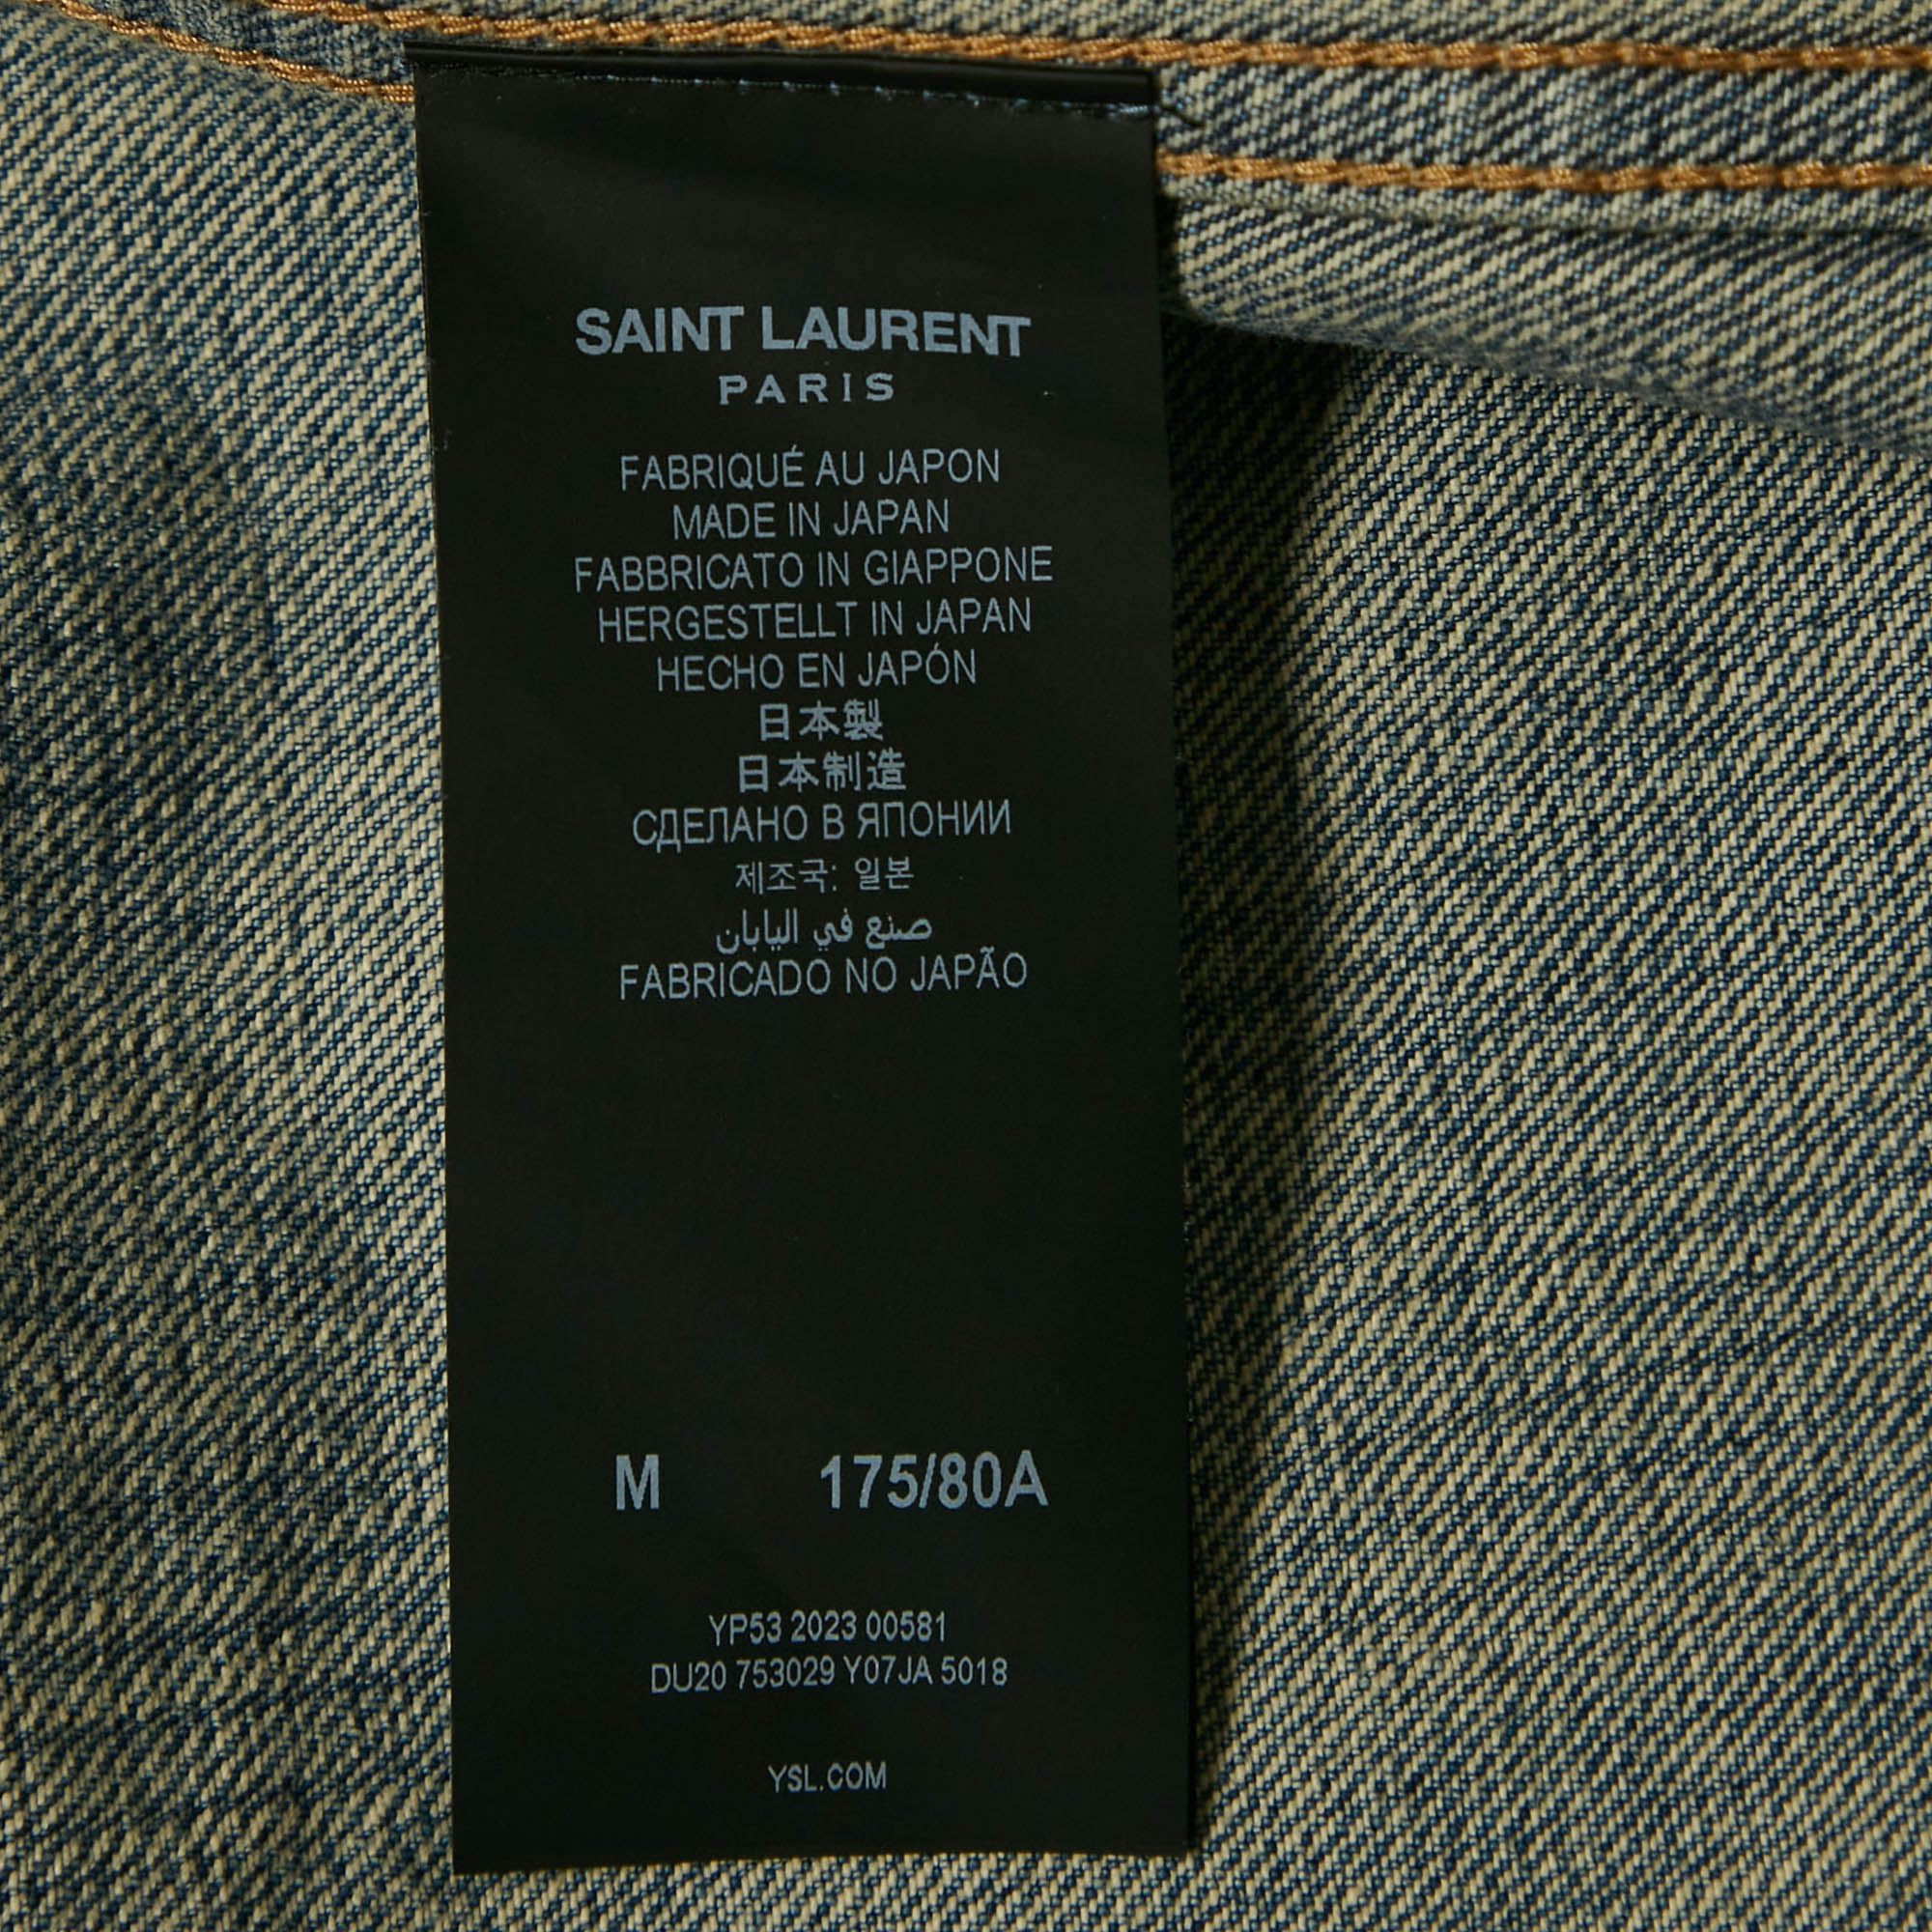 SAINT LAURENT
PARIS
FABRIQUÉ AU JAPON
MADE IN JAPAN
FABBRICATO IN GIAPPONE
HERGESTELLT IN JAPAN
HECHO EN JAPÓN
日本製
日本制造
СДЕЛАНО В ЯПОНИИ
제조국: 일본
صنع في اليابان
FABRICADO NO JAPÃO
M 175/80A
YP53 2023 00581
DU20 753029 Y07JA 5018
YSL.COM